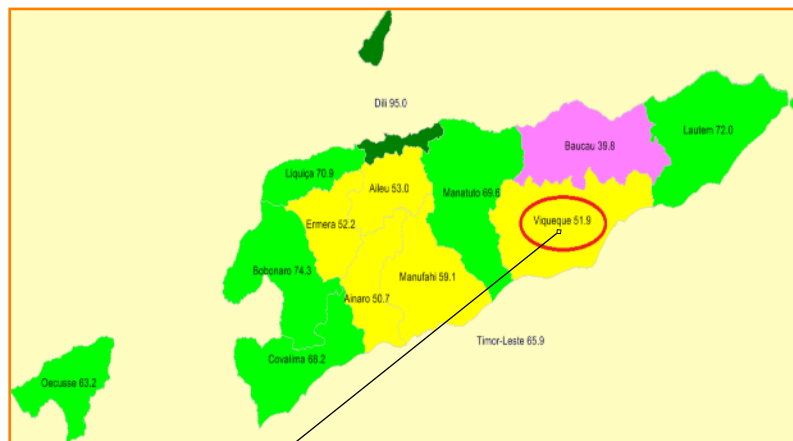 Dili 95.0
Lautem 72.0
Baucau 39.8
Liquiça 70.9
Aileu 53.0
Manatuto 69.6
Viqueque 51.9
Ermera 52.2
Bobonaro 74.3
Manufahi 59.1
Ainaro 50.7
Timor-Leste 65.9
Covalima 68.2
Oecusse 63.2